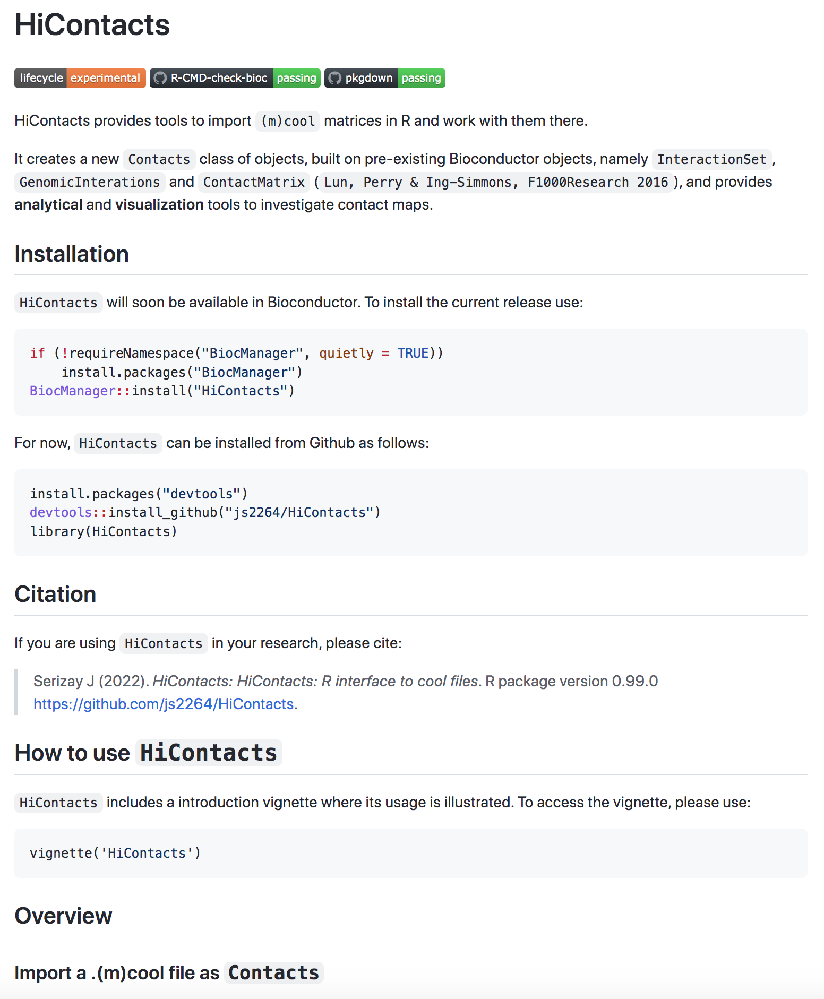 HiContacts
lifecycle experimental R-CMD-check-bioc passing pkgdown passing
HiContacts provides tools to import (m)cool matrices in R and work with them there.
It creates a new Contacts class of objects, built on pre-existing Bioconductor objects, namely InteractionSet,
GenomicInterations and ContactMatrix (Lun, Perry & Ing-Simmons, F1000Research 2016), and provides
analytical and visualization tools to investigate contact maps.
Installation
HiContacts will soon be available in Bioconductor. To install the current release use:
if (!requireNamespace("BiocManager", quietly = TRUE))
    install.packages("BiocManager")
BiocManager::install("HiContacts")
For now, HiContacts can be installed from Github as follows:
install.packages("devtools")
devtools::install_github("js2264/HiContacts")
library(HiContacts)
Citation
If you are using HiContacts in your research, please cite:
Serizay J (2022). HiContacts: HiContacts: R interface to cool files. R package version 0.99.0
https://github.com/js2264/HiContacts.
How to use HiContacts
HiContacts includes a introduction vignette where its usage is illustrated. To access the vignette, please use:
vignette('HiContacts')
Overview
Import a .(m)cool file as Contacts